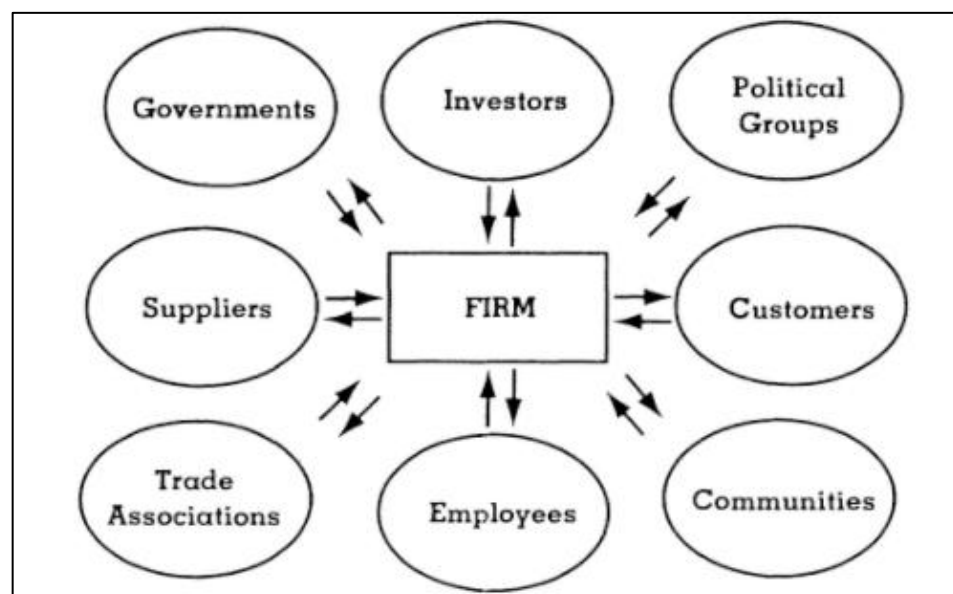 Governments
Investors
Political
Groups
Suppliers
FIRM
Customers
Trade
Associations
Employees
Communities